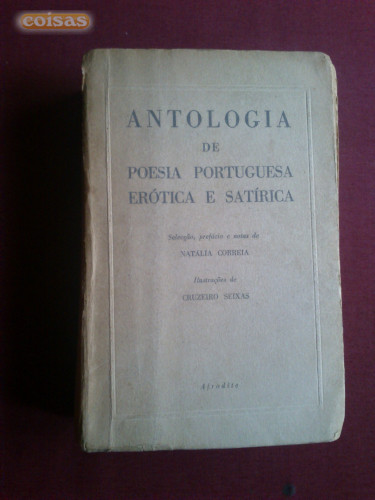 coisas
ANTOLOGIA
DE
POESIA PORTUGUESA
ERÓTICA E SATÍRICA
Selecção, prefácio e notas de
NATÁLIA CORREIA
Ilustrações de
CRUZEIRO SEIXAS
Afrodite